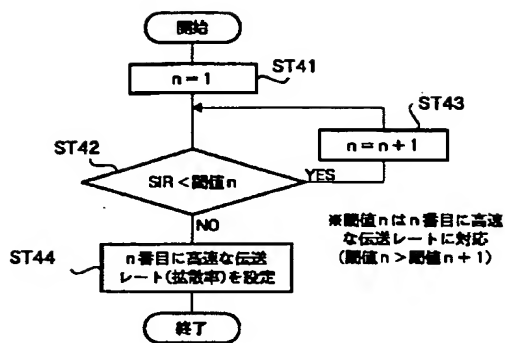 開始
n＝1
ST41
ST43
n＝n＋1
ST42
SIR＜閾値n
YES
NO
※閾値nはn番目に高速
な伝送レートに対応
(閾値n＞閾値n＋1)
ST44
n番目に高速な伝送
レート(拡散率)を設定
終了